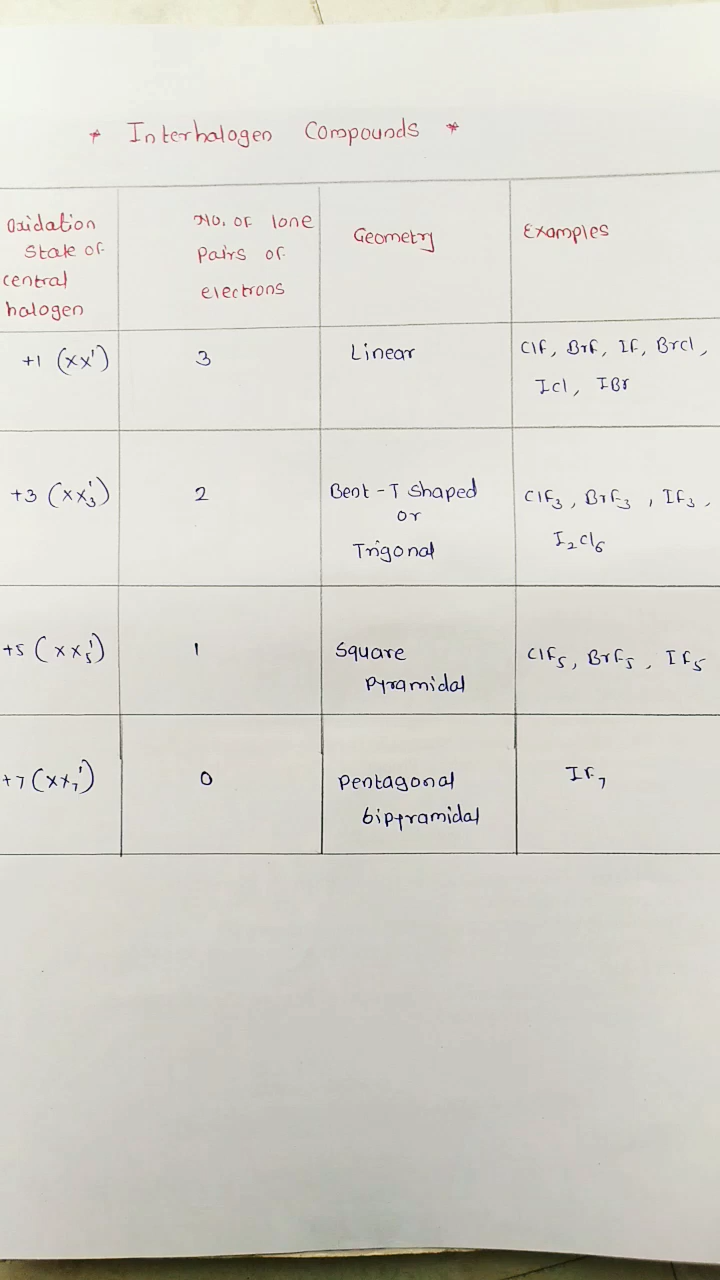 * Interhalogen Compounds *
Oxidation State of central halogen | No. of lone Pairs of electrons | Geometry | Examples
+1 (XX') | 3 | Linear | ClF, BrF, IF, BrCl,
ICl, IBr
+3 (XX'₃) | 2 | Bent - T Shaped
or
Trigonal | ClF₃, BrF₃, IF₃,
I₂Cl₆
+5 (XX'₅) | 1 | Square
Pyramidal | ClF₅, BrF₅, IF₅
+7 (XX'₇) | 0 | Pentagonal
bipyramidal | IF₇